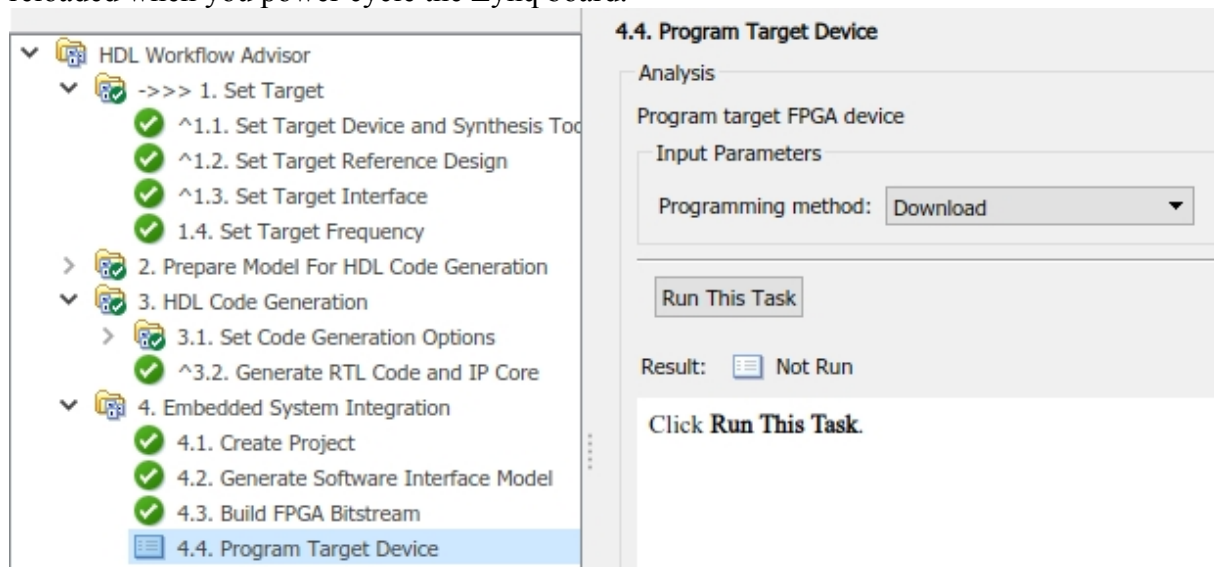 reloaded when you power cycle the Zynq board.
HDL Workflow Advisor
->>> 1. Set Target
^1.1. Set Target Device and Synthesis Too
^1.2. Set Target Reference Design
^1.3. Set Target Interface
1.4. Set Target Frequency
2. Prepare Model For HDL Code Generation
3. HDL Code Generation
3.1. Set Code Generation Options
^3.2. Generate RTL Code and IP Core
4. Embedded System Integration
4.1. Create Project
4.2. Generate Software Interface Model
4.3. Build FPGA Bitstream
4.4. Program Target Device
4.4. Program Target Device
Analysis
Program target FPGA device
Input Parameters
Programming method: Download
Run This Task
Result: Not Run
Click Run This Task.